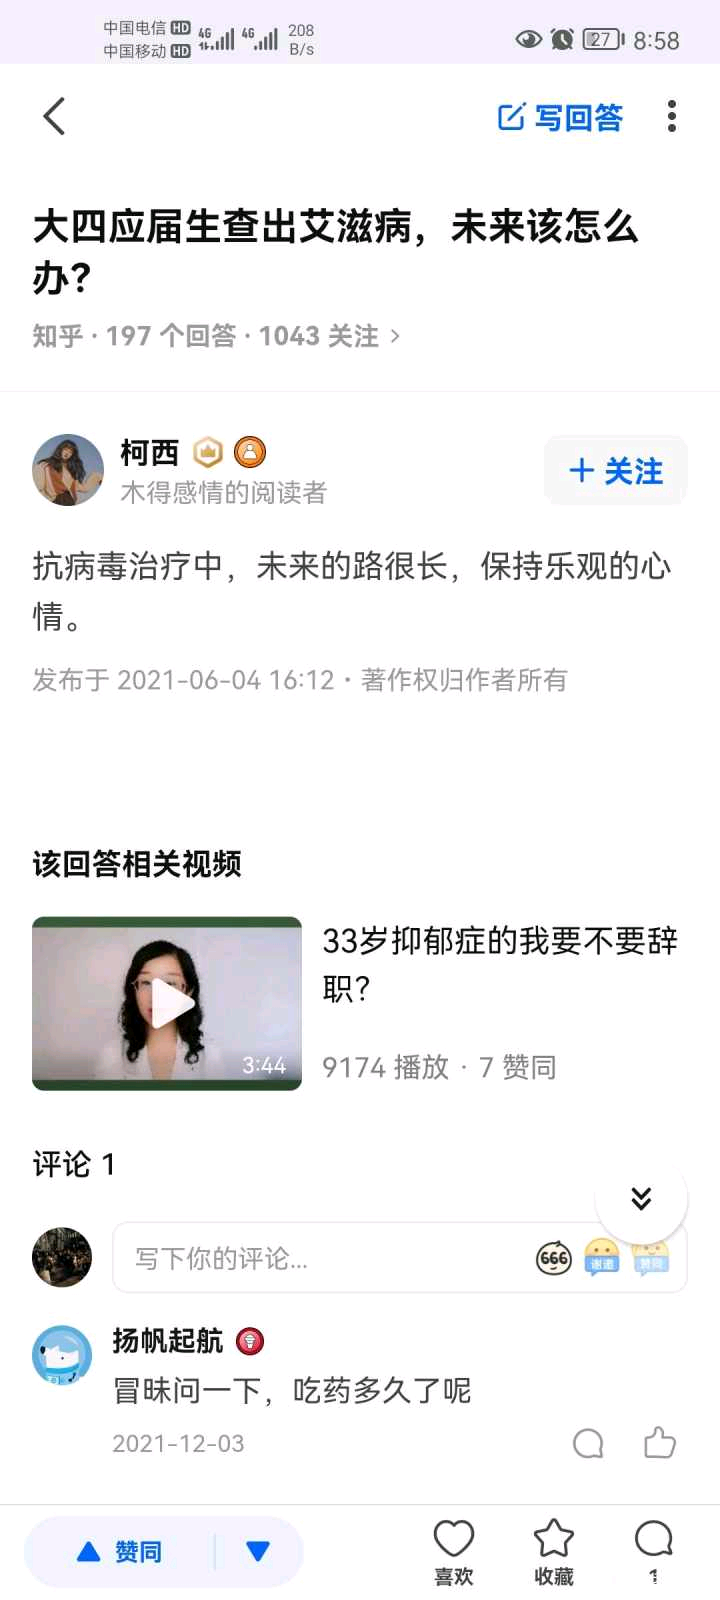 中国电信 HD 4G 4G 208
中国移动 HD B/s
27 8:58
写回答
大四应届生查出艾滋病，未来该怎么
办？
知乎 · 197 个回答 · 1043 关注 >
柯西
木得感情的阅读者
+ 关注
抗病毒治疗中，未来的路很长，保持乐观的心
情。
发布于 2021-06-04 16:12 · 著作权归作者所有
该回答相关视频
33岁抑郁症的我要不要辞
职？
3:44
9174 播放 · 7 赞同
评论 1
写下你的评论...
666
谢邀
赞同
扬帆起航
冒昧问一下，吃药多久了呢
2021-12-03
赞同
喜欢
收藏
1